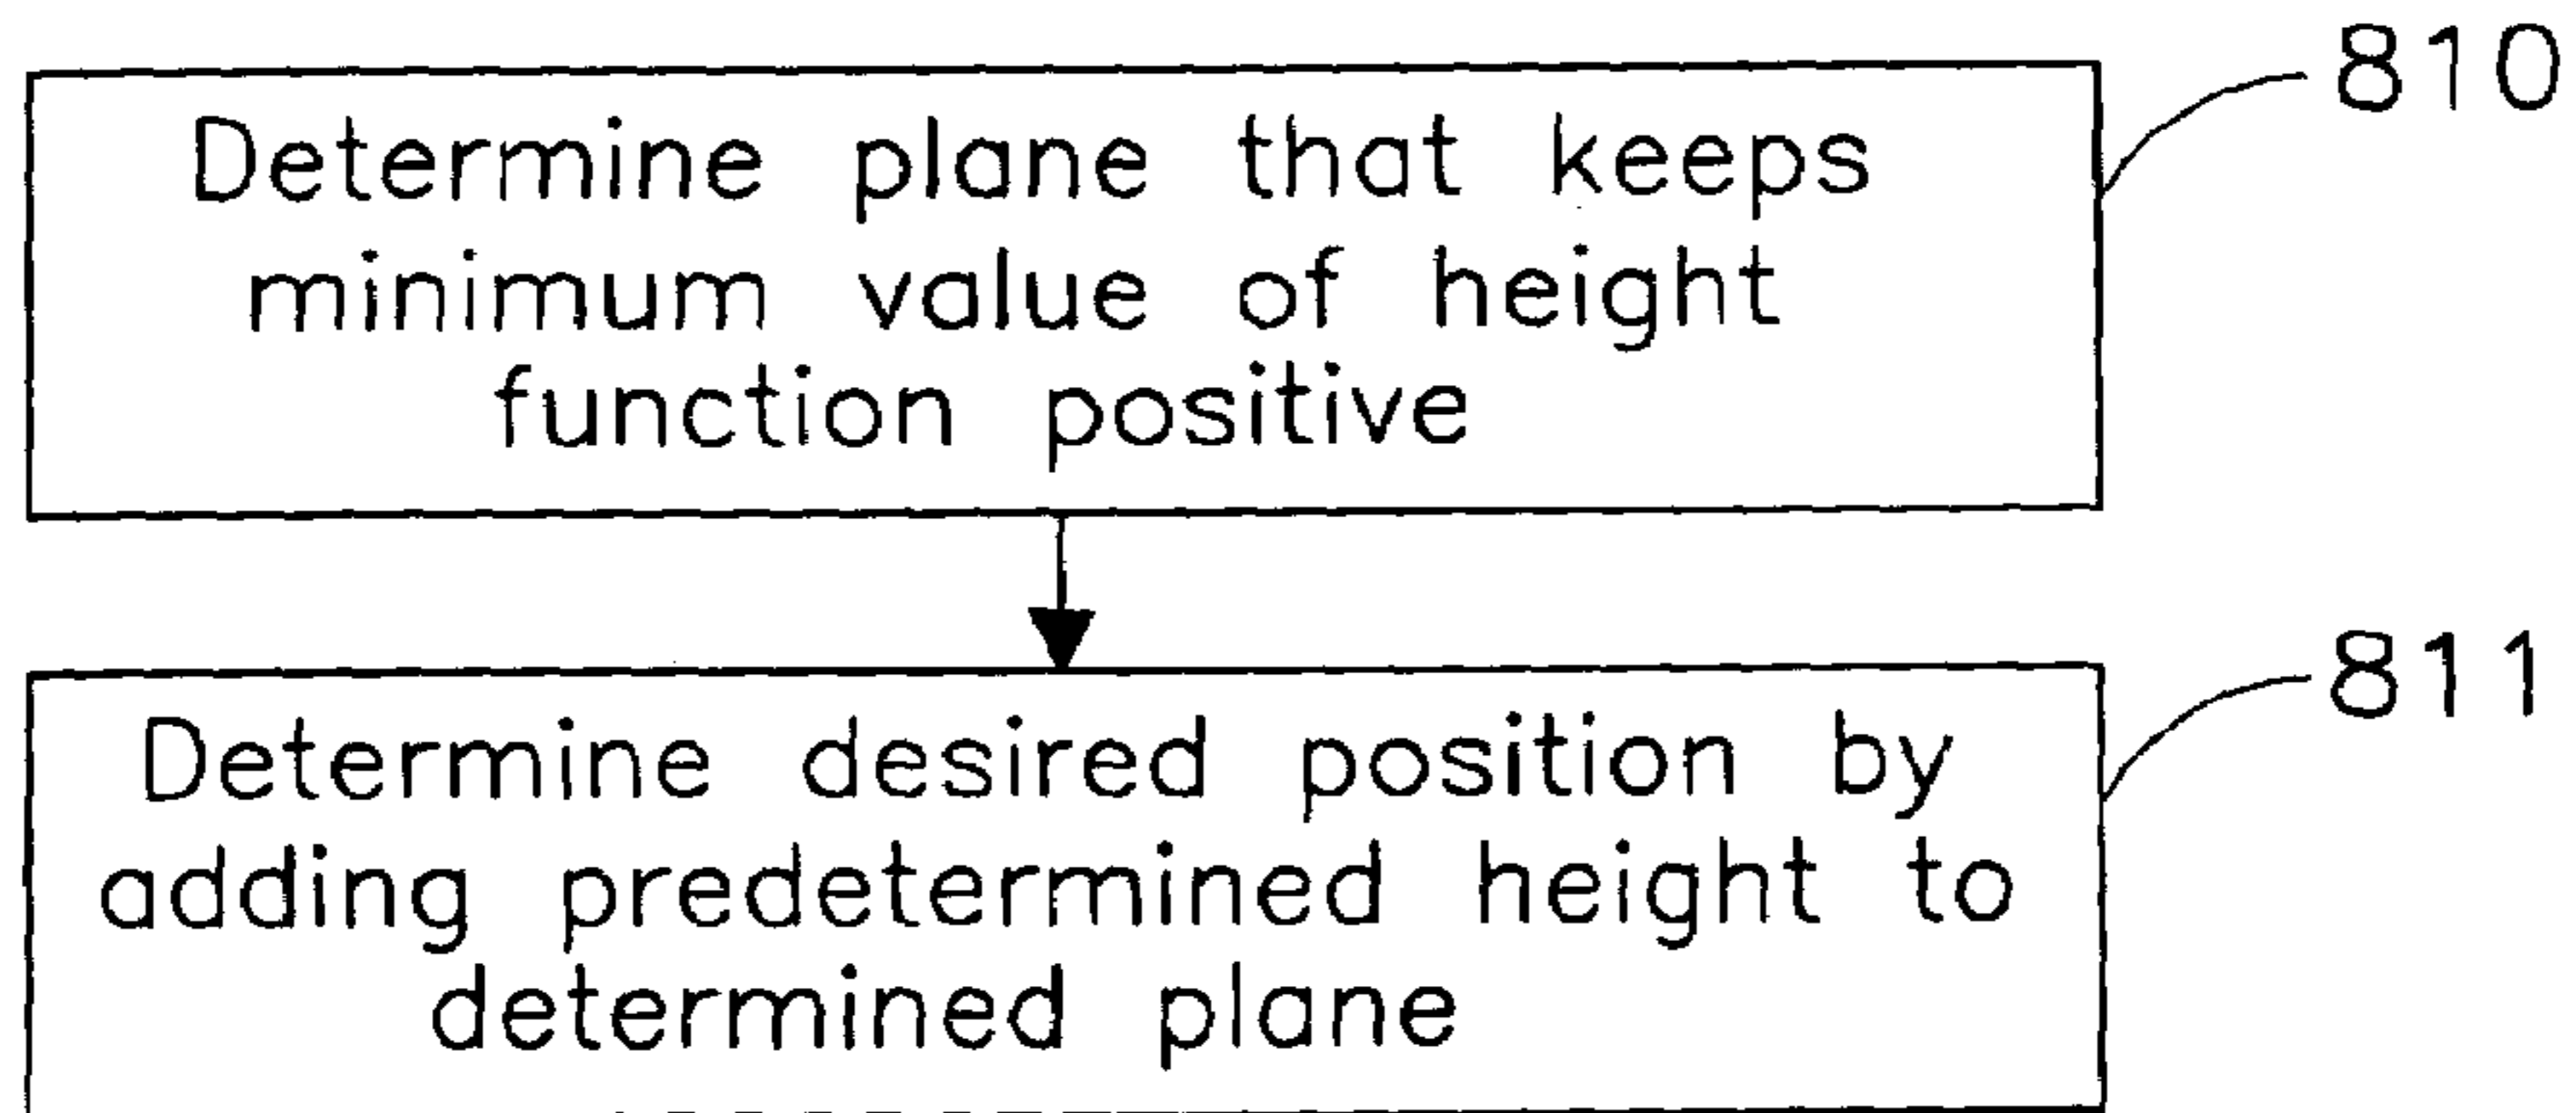 810
Determine plane that keeps
minimum value of height
function positive
811
Determine desired position by
adding predetermined height to
determined plane